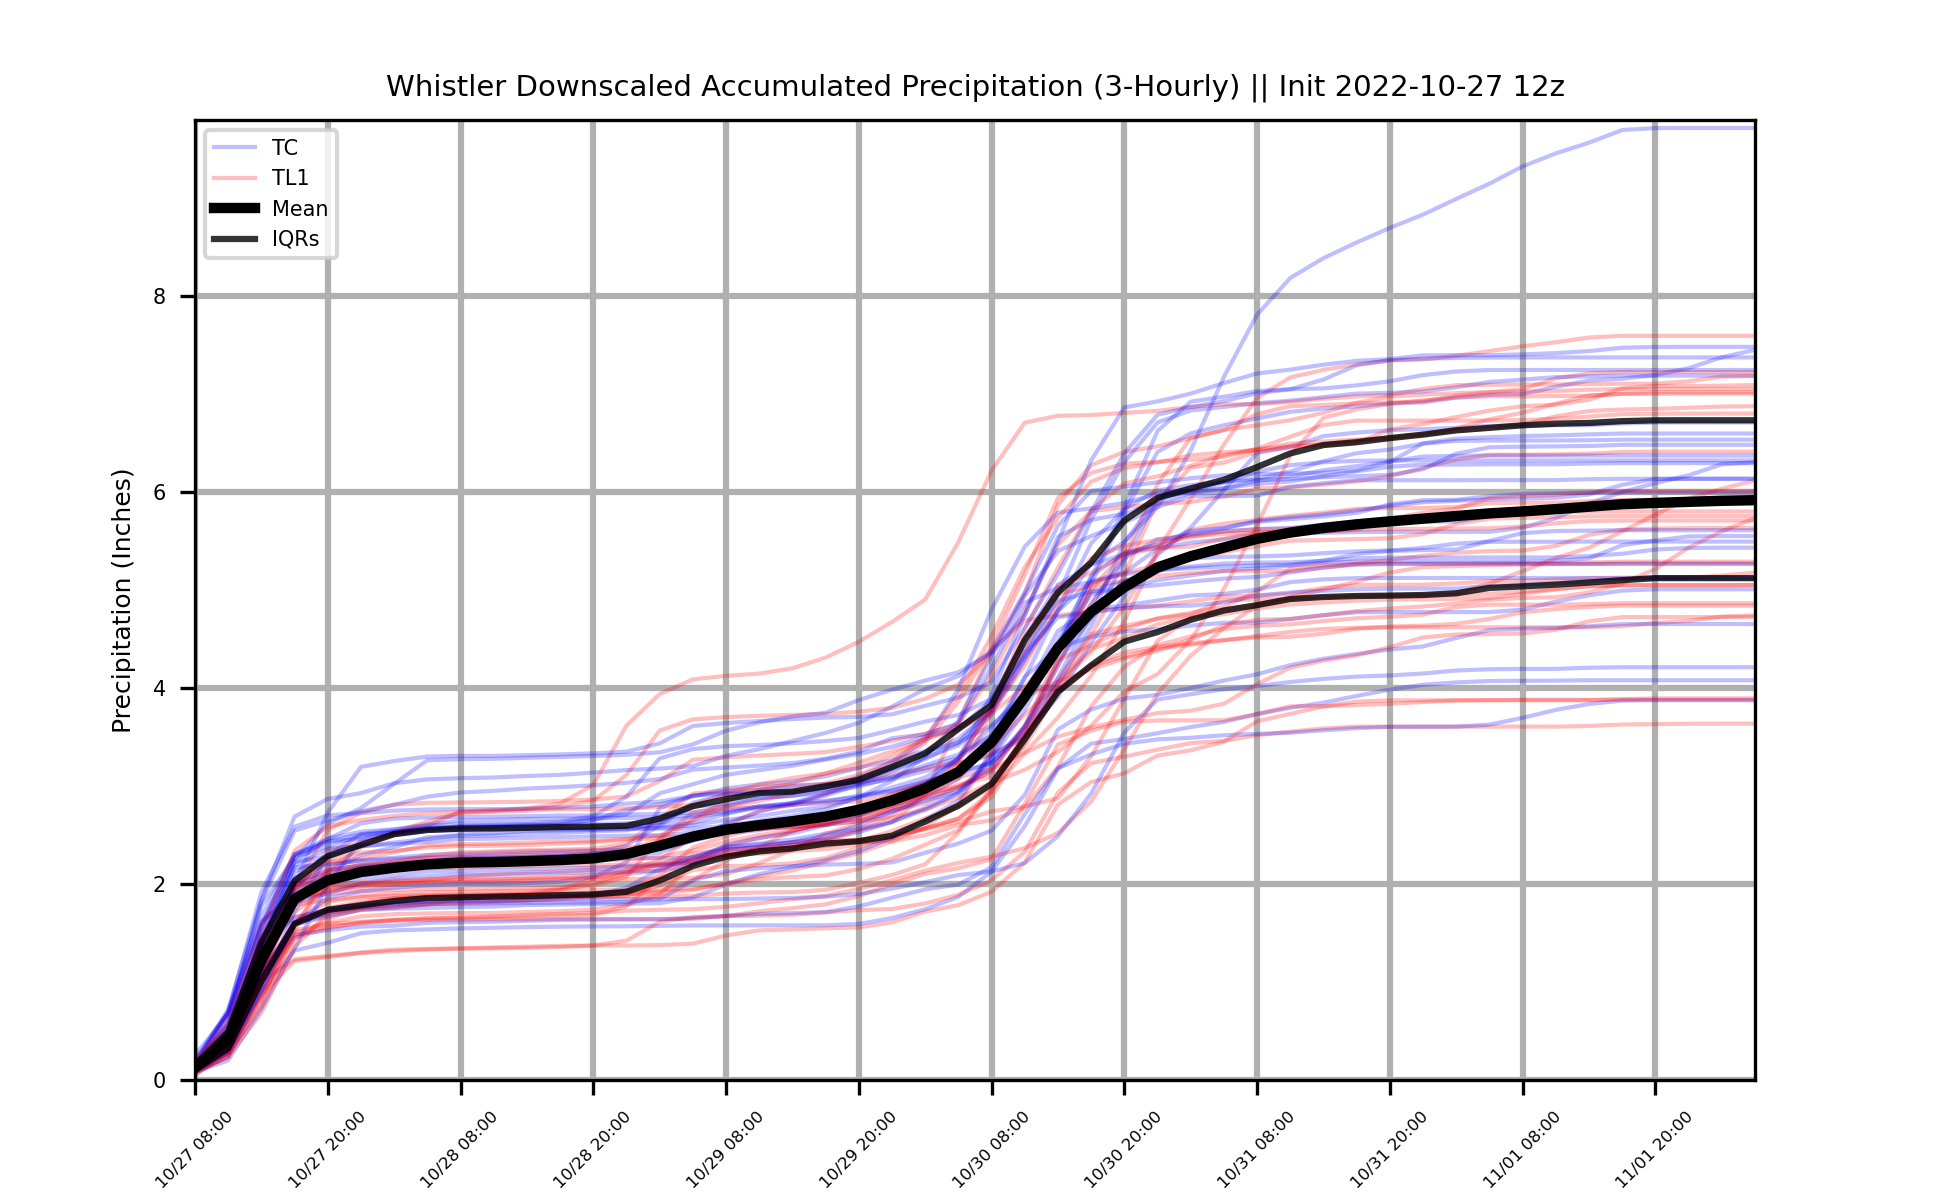 Whistler Downscaled Accumulated Precipitation (3-Hourly) || Init 2022-10-27 12z
TC
TL1
Mean
IQRs
Precipitation (Inches)
8
6
4
2
0
10/27 08:00
10/27 20:00
10/28 08:00
10/28 20:00
10/29 08:00
10/29 20:00
10/30 08:00
10/30 20:00
10/31 08:00
10/31 20:00
11/01 08:00
11/01 20:00